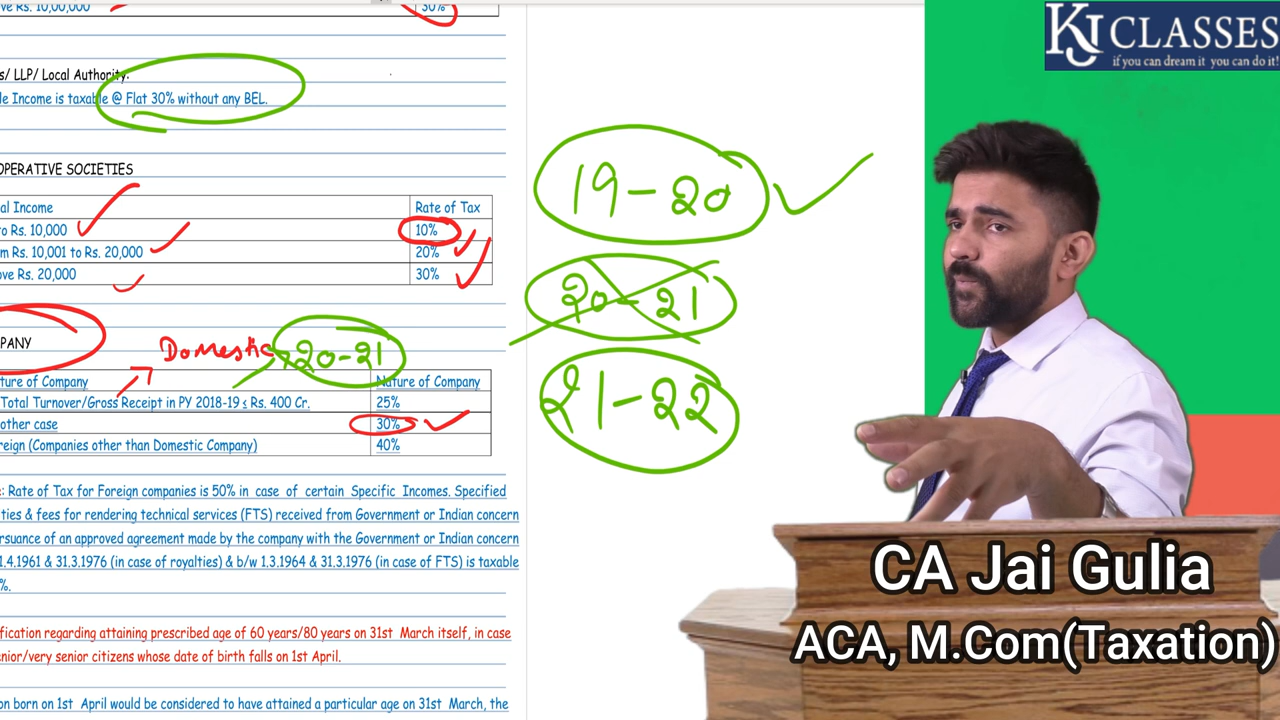 ve Rs. 10,00,000
30%
s/ LLP/ Local Authority:
le Income is taxable @ Flat 30% without any BEL.
OPERATIVE SOCIETIES
al Income Rate of Tax
to Rs. 10,000 10%
m Rs. 10,001 to Rs. 20,000 20%
ove Rs. 20,000 30%
PANY
Domestic
20-21
ture of Company Nature of Company
Total Turnover/Gross Receipt in PY 2018-19 ≤ Rs. 400 Cr. 25%
other case 30%
reign (Companies other than Domestic Company) 40%
e: Rate of Tax for Foreign companies is 50% in case of certain Specific Incomes. Specified
ties & fees for rendering technical services (FTS) received from Government or Indian concern
rsuance of an approved agreement made by the company with the Government or Indian concern
1.4.1961 & 31.3.1976 (in case of royalties) & b/w 1.3.1964 & 31.3.1976 (in case of FTS) is taxable
%.
fication regarding attaining prescribed age of 60 years/80 years on 31st March itself, in case
enior/very senior citizens whose date of birth falls on 1st April.
on born on 1st April would be considered to have attained a particular age on 31st March, the
19-20
20-21
21-22
KJ CLASSES
if you can dream it you can do it!
CA Jai Gulia
ACA, M.Com(Taxation)